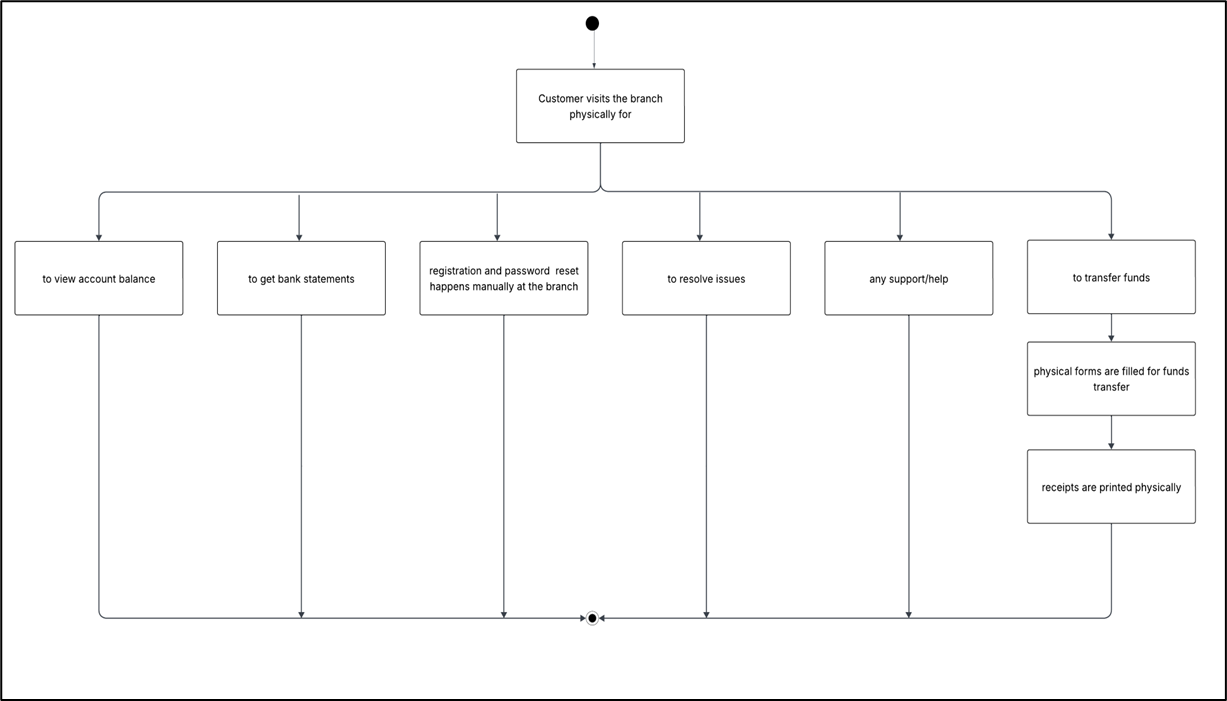 Customer visits the branch
physically for
to view account balance
to get bank statements
registration and password  reset
happens manually at the branch
to resolve issues
any support/help
to transfer funds
physical forms are filled for funds
transfer
receipts are printed physically